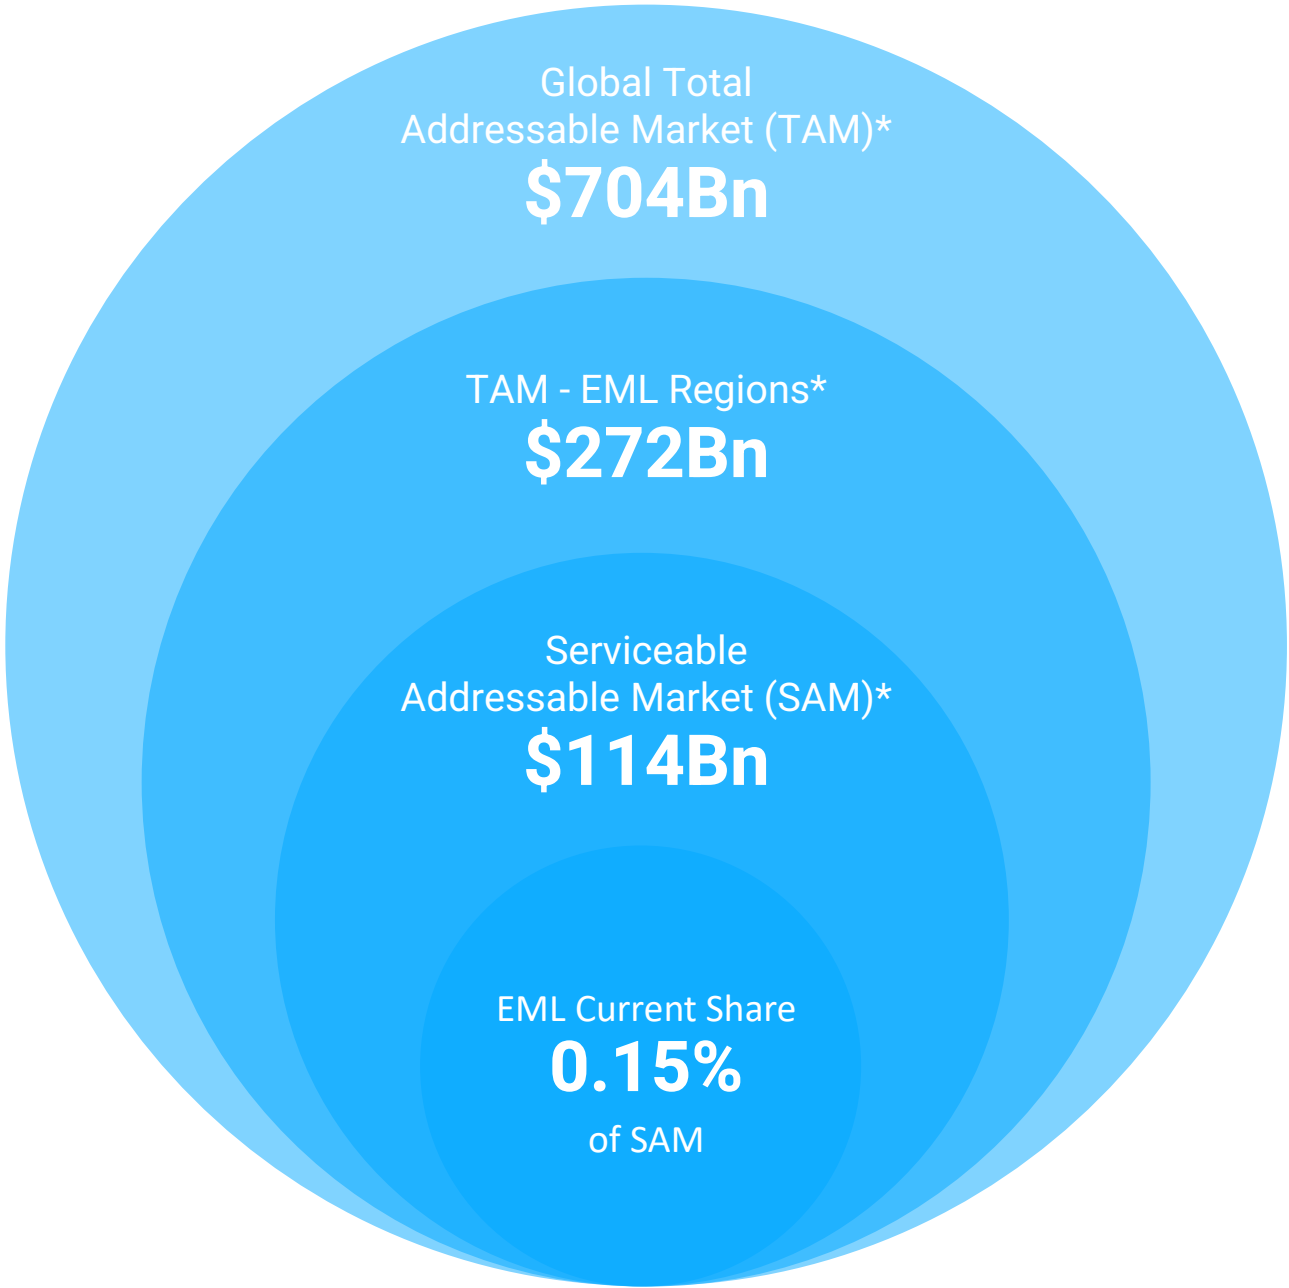 Global Total
Addressable Market (TAM)*
$704Bn
TAM - EML Regions*
$272Bn
Serviceable
Addressable Market (SAM)*
$114Bn
EML Current Share
0.15%
of SAM